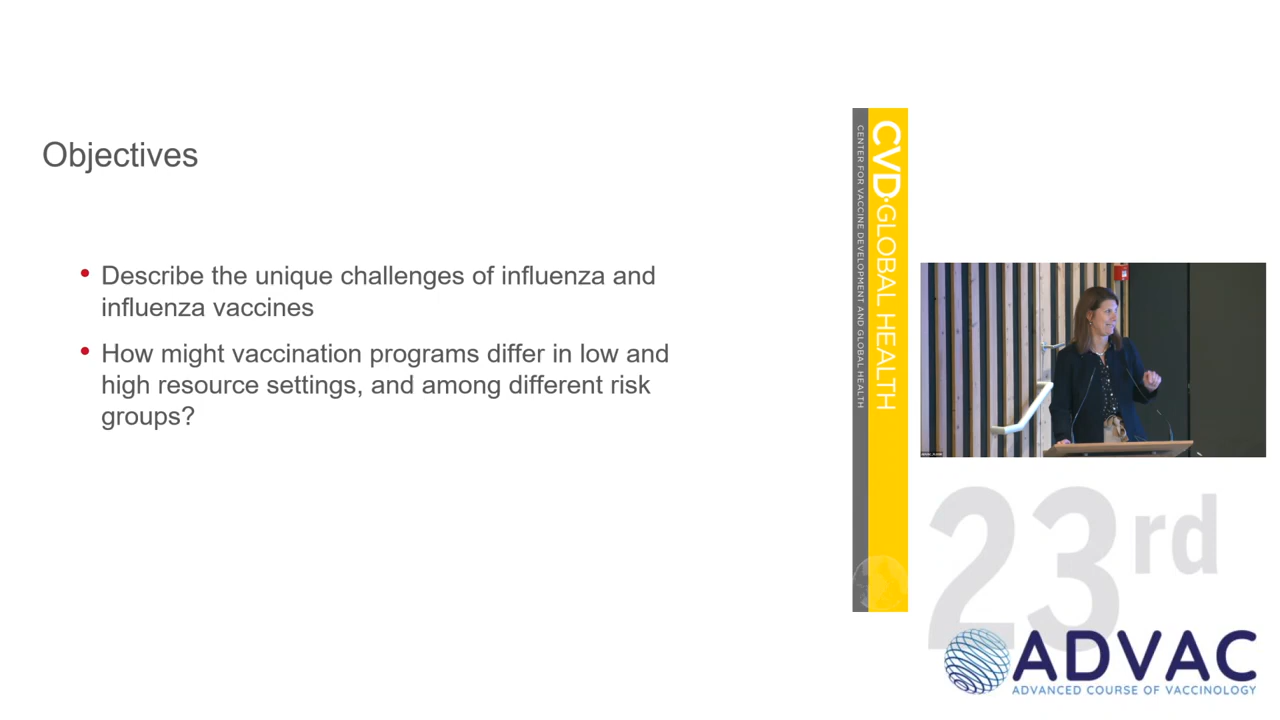 Objectives
• Describe the unique challenges of influenza and
influenza vaccines
• How might vaccination programs differ in low and
high resource settings, and among different risk
groups?
CVD·GLOBAL HEALTH
CENTER FOR VACCINE DEVELOPMENT AND GLOBAL HEALTH
23rd
ADVAC
ADVANCED COURSE OF VACCINOLOGY